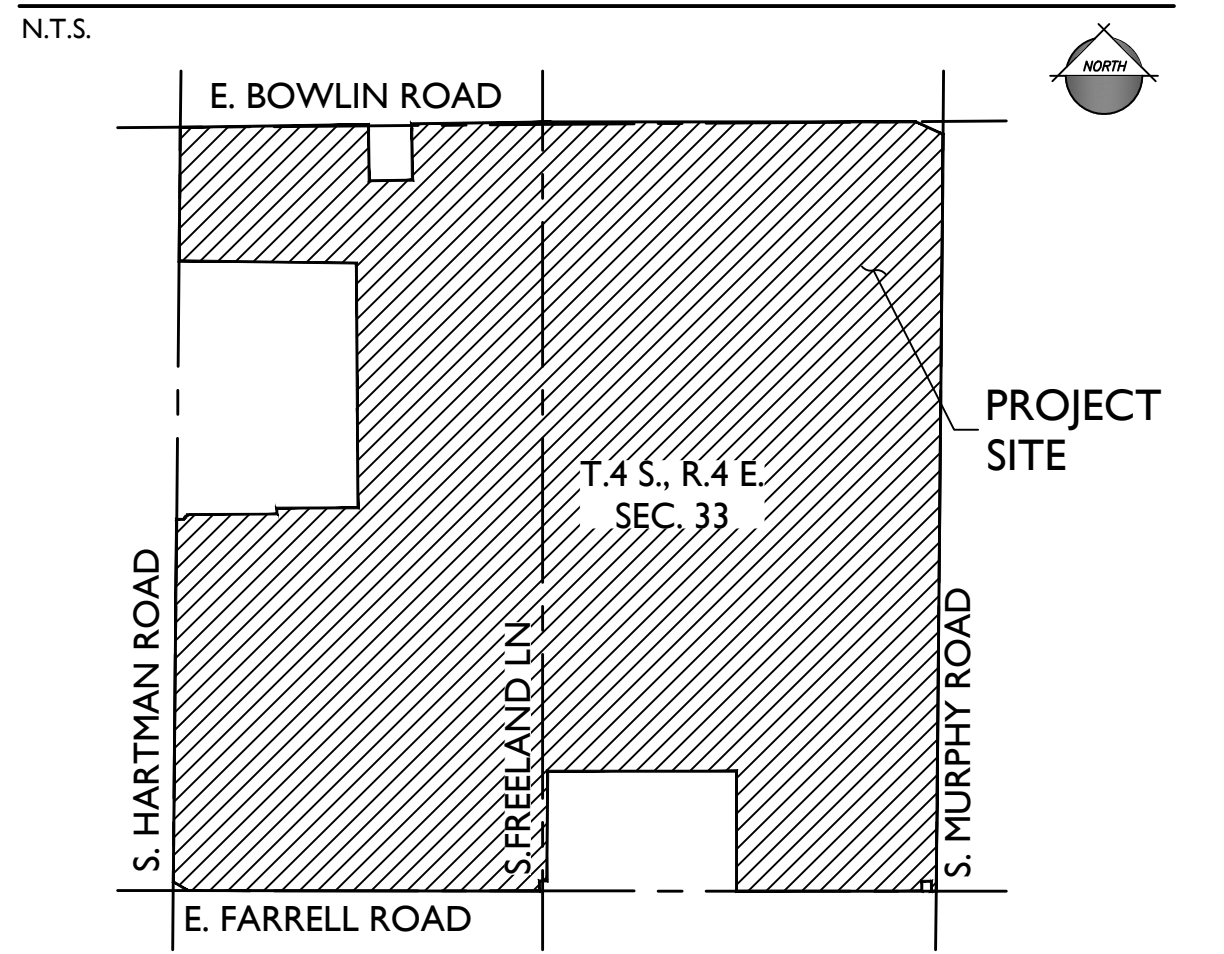 N.T.S.
NORTH
E. BOWLIN ROAD
PROJECT
SITE
T.4 S., R.4 E.
SEC. 33
S. HARTMAN ROAD
S.FREELAND LN
S. MURPHY ROAD
E. FARRELL ROAD